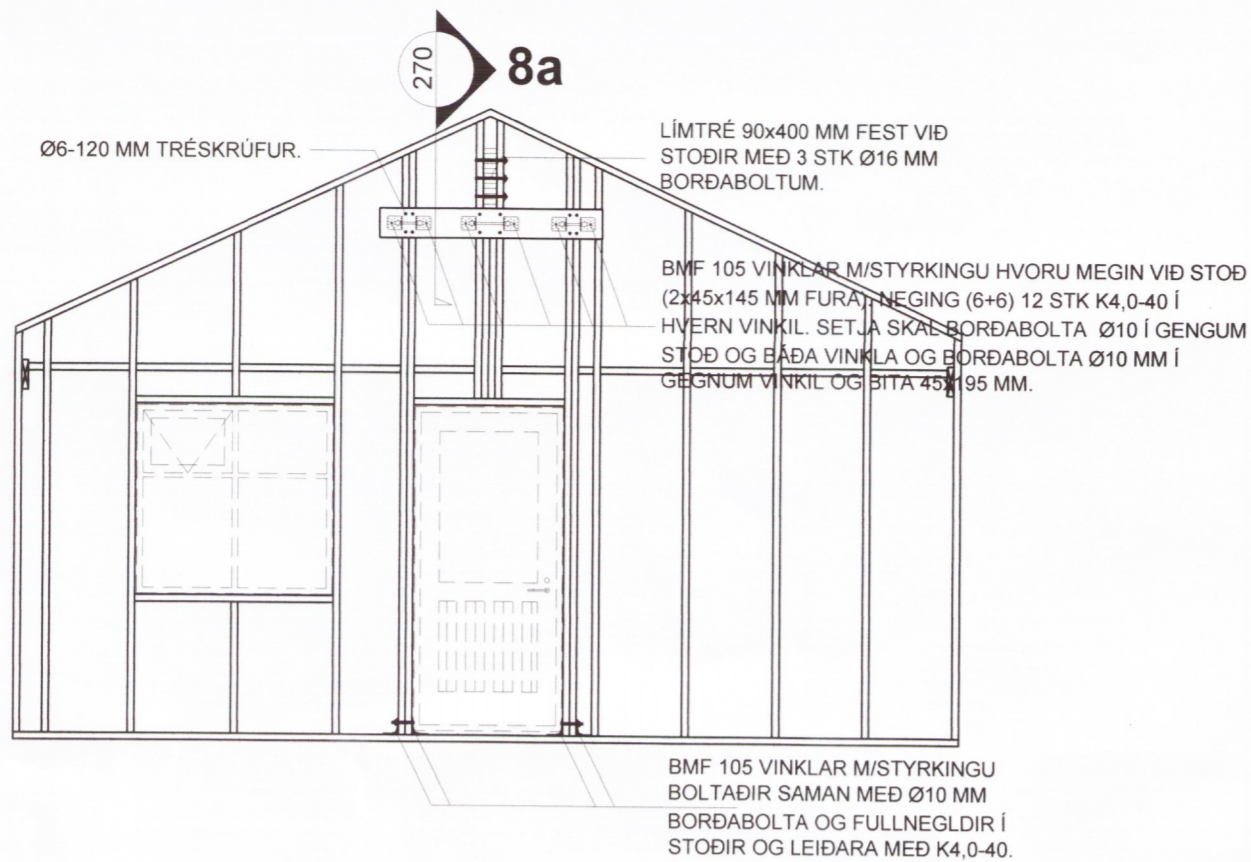 270
8a
Ø6-120 MM TRÉSKRÚFUR.
LÍMTRÉ 90x400 MM FEST VIÐ
STOÐIR MEÐ 3 STK Ø16 MM
BORÐABOLTUM.
BMF 105 VINKLAR M/STYRKINGU HVORU MEGIN VIÐ STOÐ
(2x45x145 MM FURA), NEGING (6+6) 12 STK K4,0-40 Í
HVERN VINKIL. SETJA SKAL BORÐABOLTA Ø10 Í GENGUM
STOÐ OG BÁÐA VINKLA OG BORÐABOLTA Ø10 MM Í
GEGNUM VINKIL OG BITA 45x195 MM.
BMF 105 VINKLAR M/STYRKINGU
BOLTAÐIR SAMAN MEÐ Ø10 MM
BORÐABOLTA OG FULLNEGLDIR Í
STOÐIR OG LEIÐARA MEÐ K4,0-40.